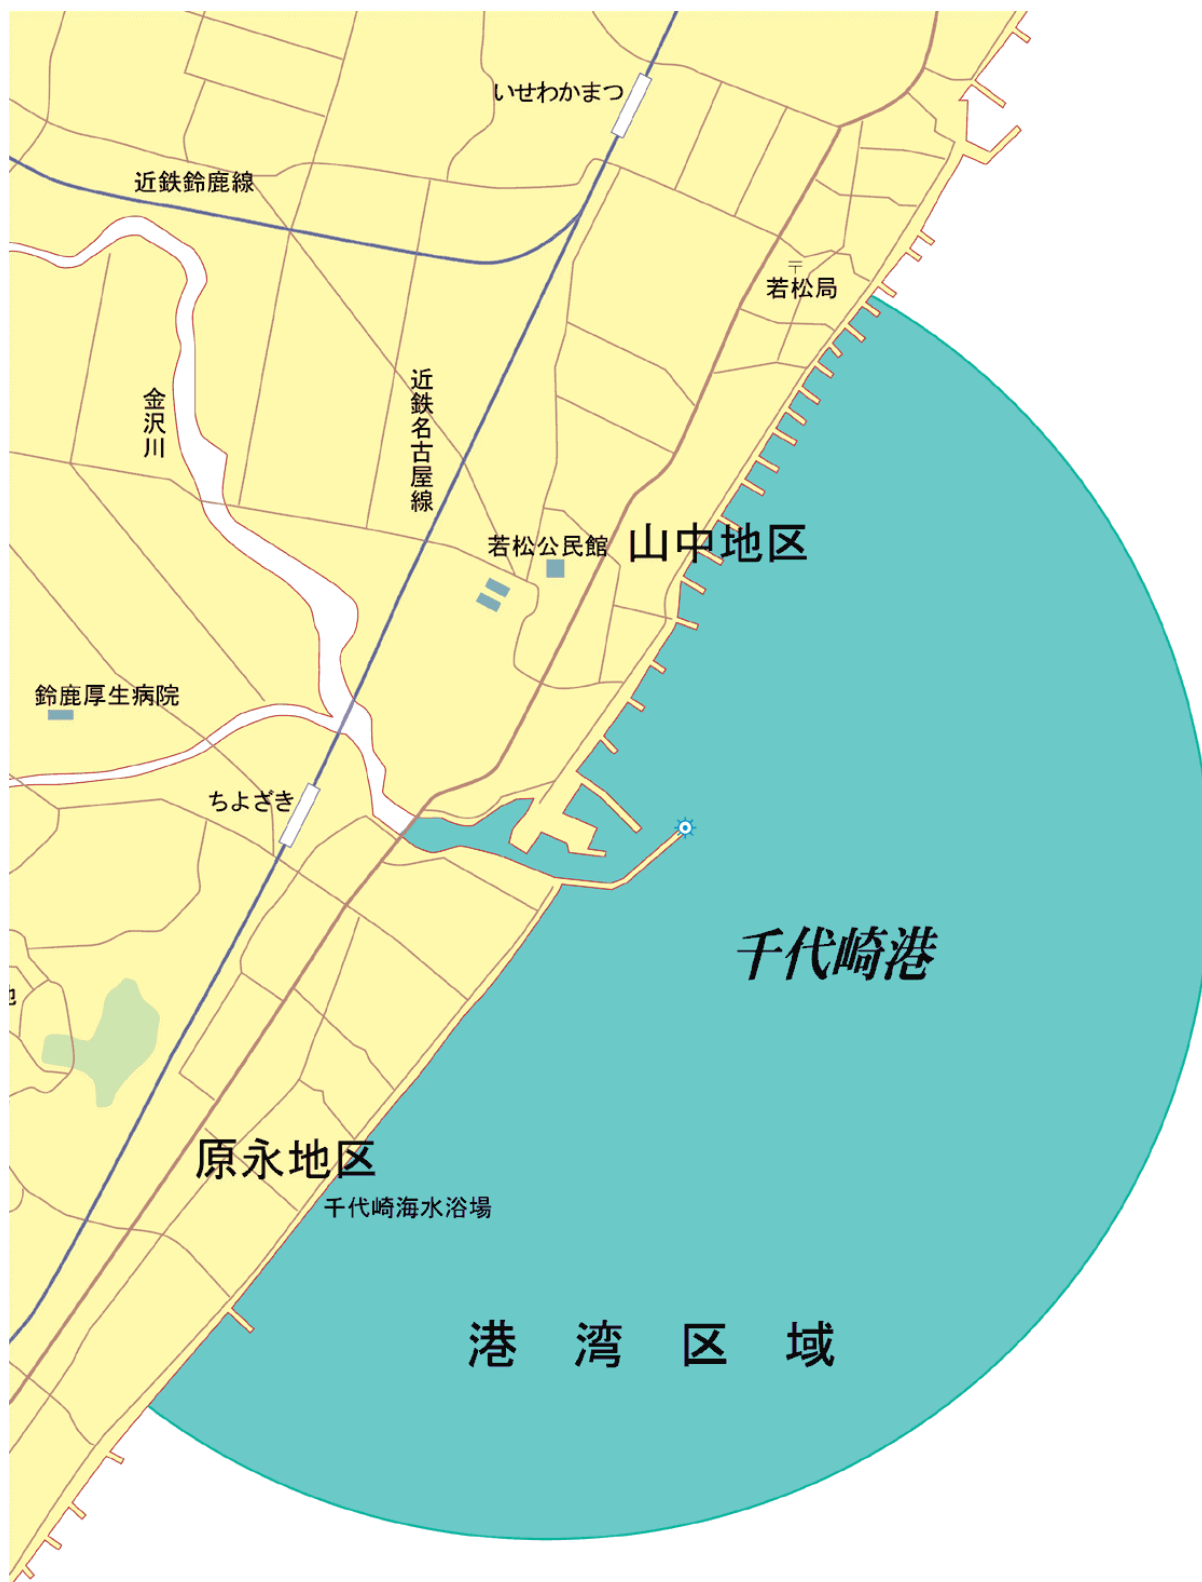 いせわかまつ
近鉄鈴鹿線
〒
若松局
近鉄名古屋線
金沢川
若松公民館
山中地区
鈴鹿厚生病院
ちよざき
千代崎港
原永地区
千代崎海水浴場
港湾区域